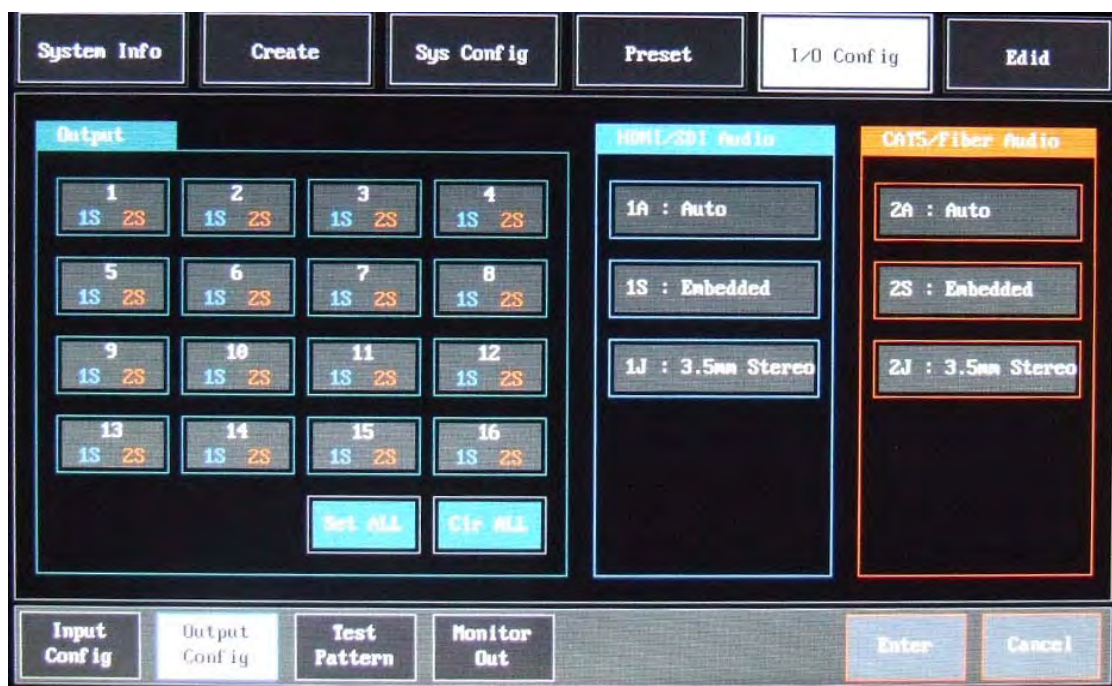 System Info Create Sys Config Preset I/O Config Edid
Output
HDMI/SDI Audio
CAT5/Fiber Audio
1 2 3 4
1S 2S 1S 2S 1S 2S 1S 2S
1A : Auto
2A : Auto
5 6 7 8
1S 2S 1S 2S 1S 2S 1S 2S
1S : Embedded
2S : Embedded
9 10 11 12
1S 2S 1S 2S 1S 2S 1S 2S
1J : 3.5mm Stereo
2J : 3.5mm Stereo
13 14 15 16
1S 2S 1S 2S 1S 2S 1S 2S
Set ALL Clr ALL
Input Config
Output Config
Test Pattern
Monitor Out
Enter Cancel